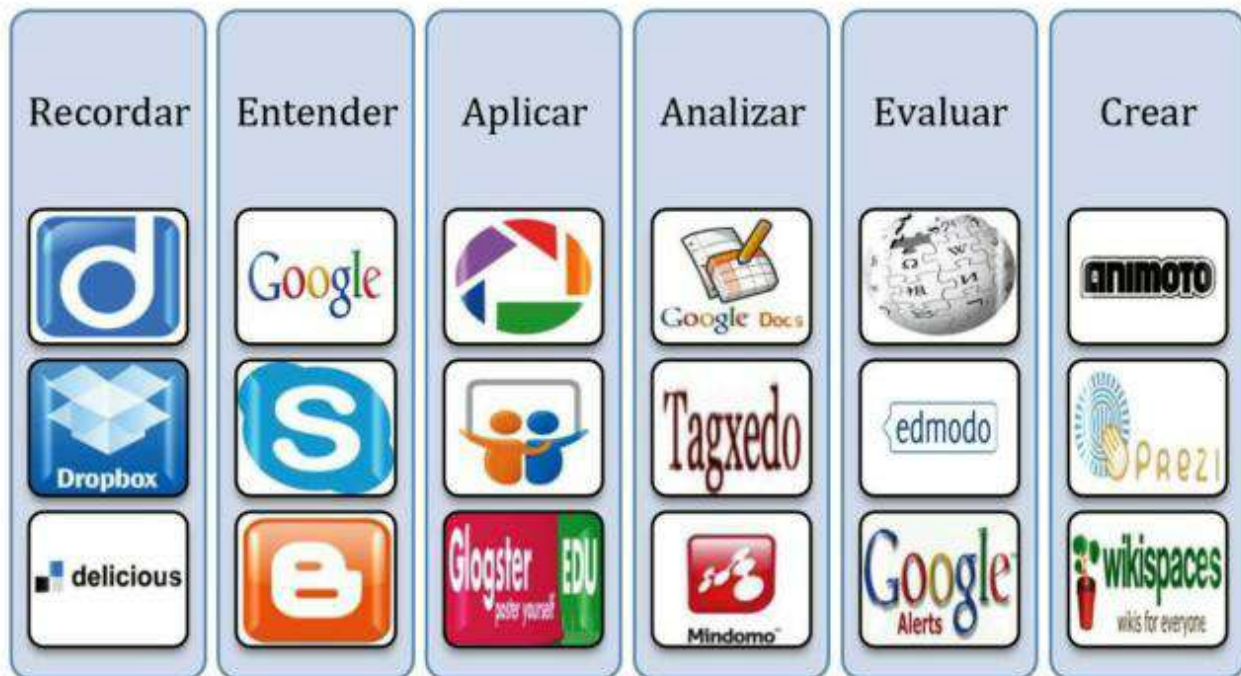 Recordar
Entender
Aplicar
Analizar
Evaluar
Crear
d
Google
Google Docs
ANIMOTO
Dropbox
S
Tagxedo
edmodo
PREZI
delicious
Glogster
poster yourself
EDU
Mindomo
Google
Alerts
wikispaces
wikis for everyone